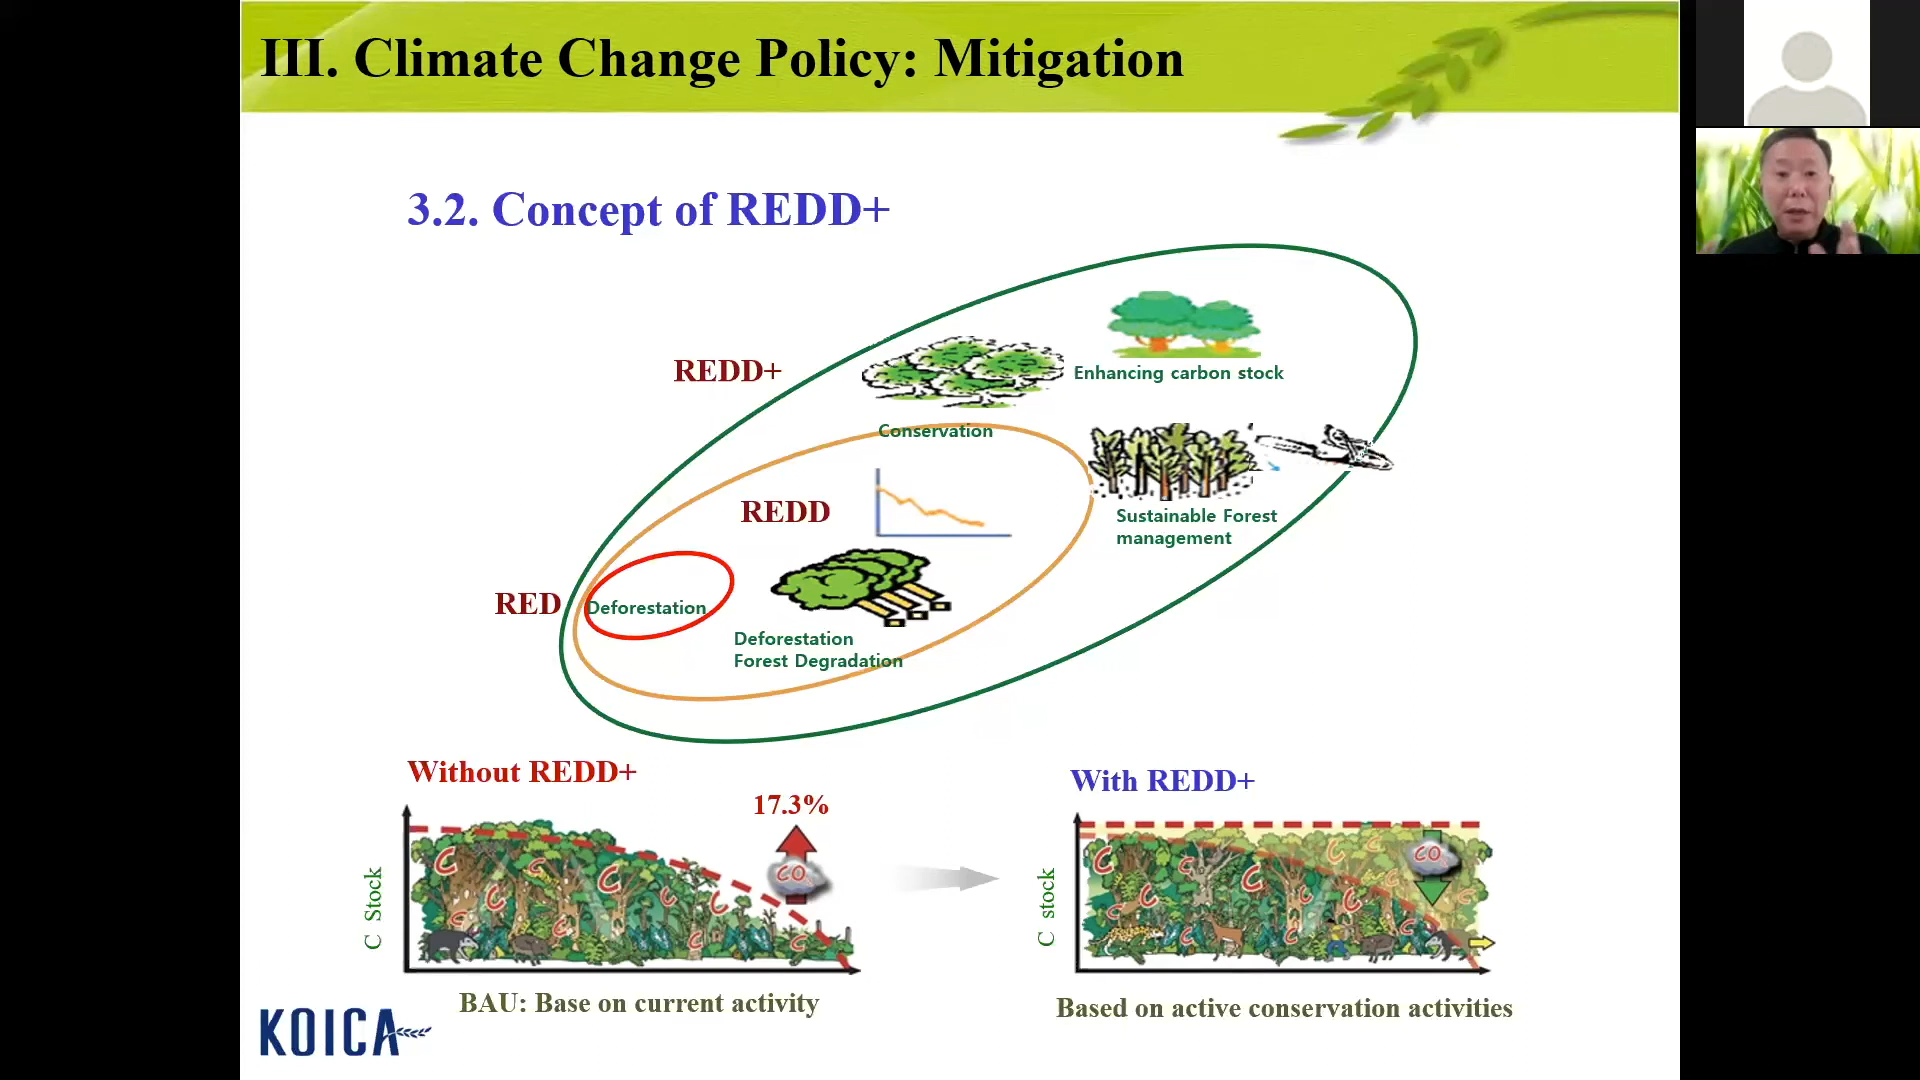 III. Climate Change Policy: Mitigation
3.2. Concept of REDD+
REDD+
Enhancing carbon stock
Conservation
REDD
Sustainable Forest
management
RED
Deforestation
Deforestation
Forest Degradation
Without REDD+
17.3%
CO
C Stock
BAU: Base on current activity
With REDD+
CO
C stock
Based on active conservation activities
KOICA